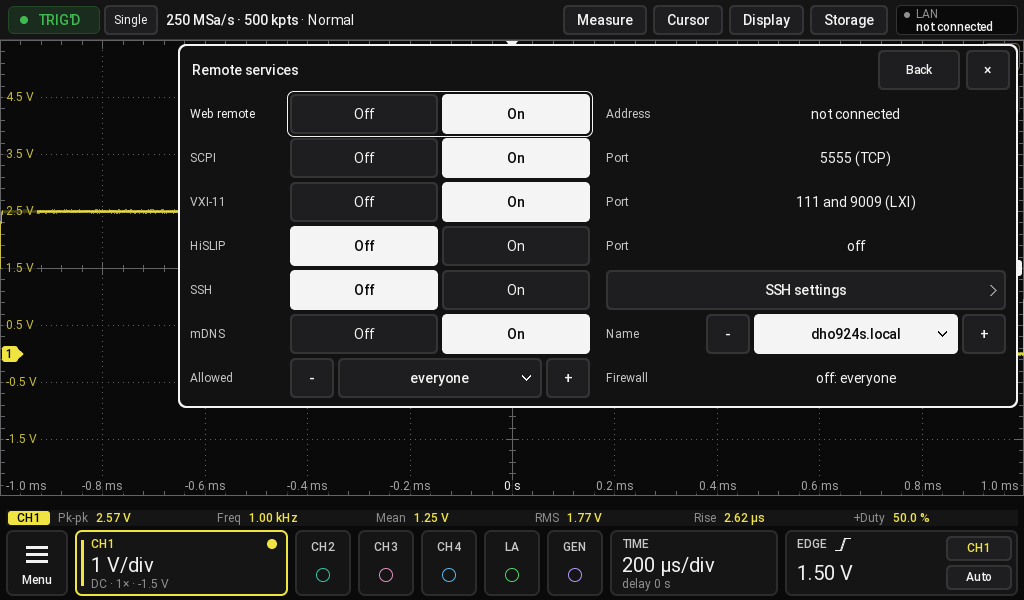 TRIG'D Single 250 MSa/s · 500 kpts · Normal Measure Cursor Display Storage LAN
not connected
Remote services Back ×
Web remote Off On Address not connected
4.5 V
SCPI Off On Port 5555 (TCP)
3.5 V
VXI-11 Off On Port 111 and 9009 (LXI)
2.5 V
HiSLIP Off On Port off
1.5 V
SSH Off On SSH settings
0.5 V
mDNS Off On Name - dho924s.local +
1
Allowed - everyone + Firewall off: everyone
-0.5 V
-1.5 V
-1.0 ms -0.8 ms -0.6 ms -0.4 ms -0.2 ms 0 s 0.2 ms 0.4 ms 0.6 ms 0.8 ms 1.0 ms
CH1 Pk-pk 2.57 V Freq 1.00 kHz Mean 1.25 V RMS 1.77 V Rise 2.62 µs +Duty 50.0 %
Menu
CH1
1 V/div
DC · 1× · -1.5 V
CH2 CH3 CH4 LA GEN
TIME
200 µs/div
delay 0 s
EDGE
1.50 V
CH1
Auto